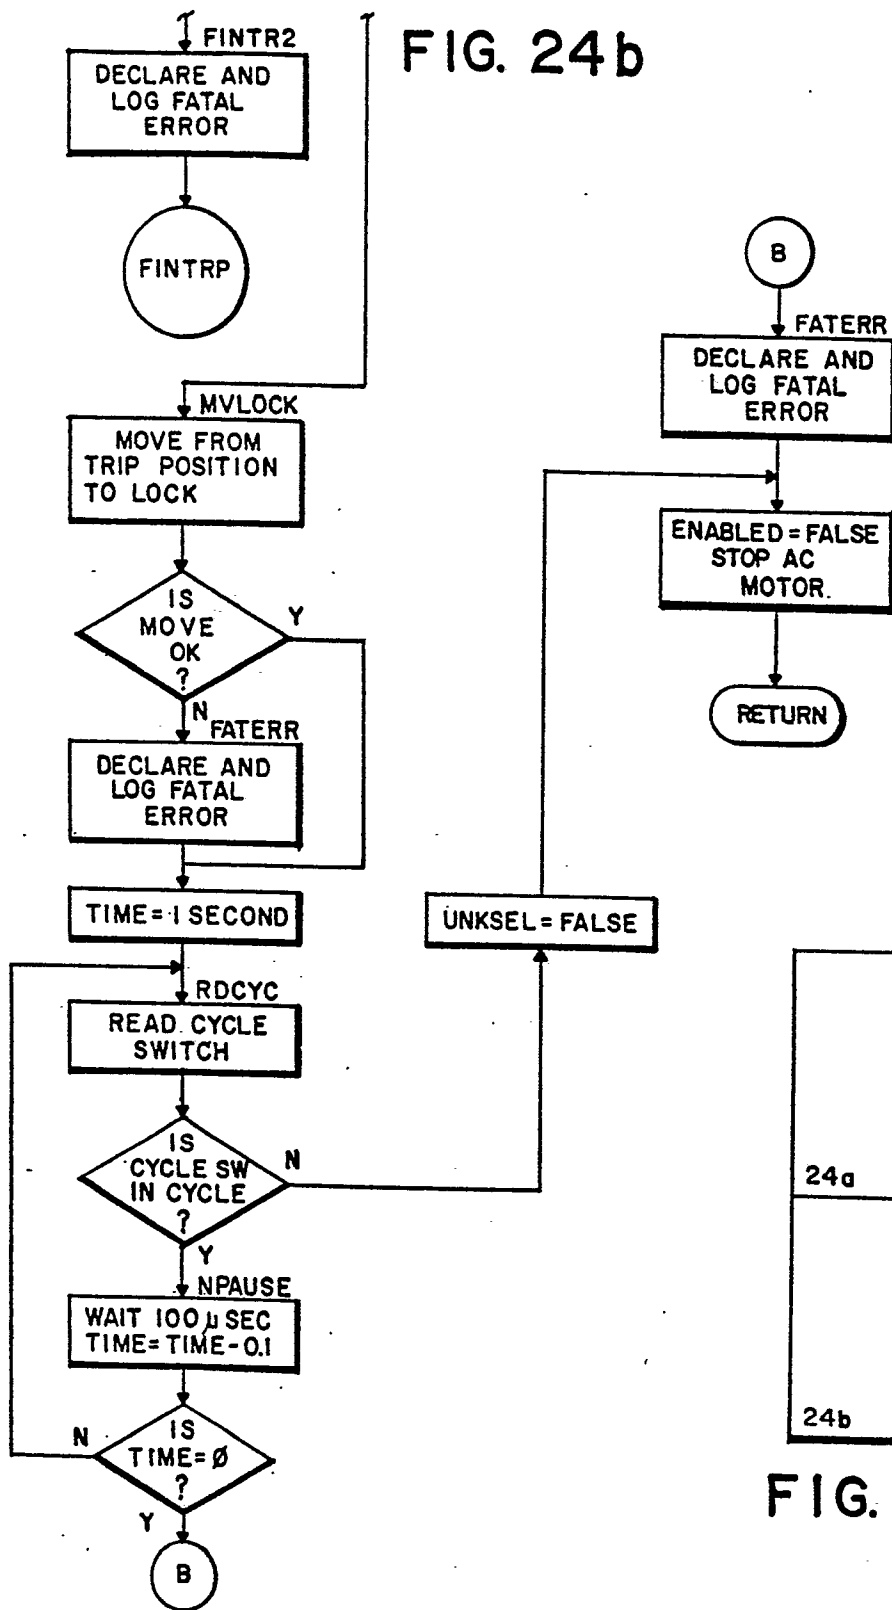 FIG. 24b
FINTR2
DECLARE AND
LOG FATAL
ERROR
FINTRP
MVLOCK
MOVE FROM
TRIP POSITION
TO LOCK
IS
MOVE
OK
?
Y
N
FATERR
DECLARE AND
LOG FATAL
ERROR
TIME=1 SECOND
RDCYC
READ CYCLE
SWITCH
IS
CYCLE SW
IN CYCLE
?
N
Y
NPAUSE
WAIT 100 µSEC
TIME=TIME-0.1
IS
TIME=Ø
?
N
Y
B
UNKSEL=FALSE
B
FATERR
DECLARE AND
LOG FATAL
ERROR
ENABLED=FALSE
STOP AC
MOTOR.
RETURN
24a
24b
FIG.